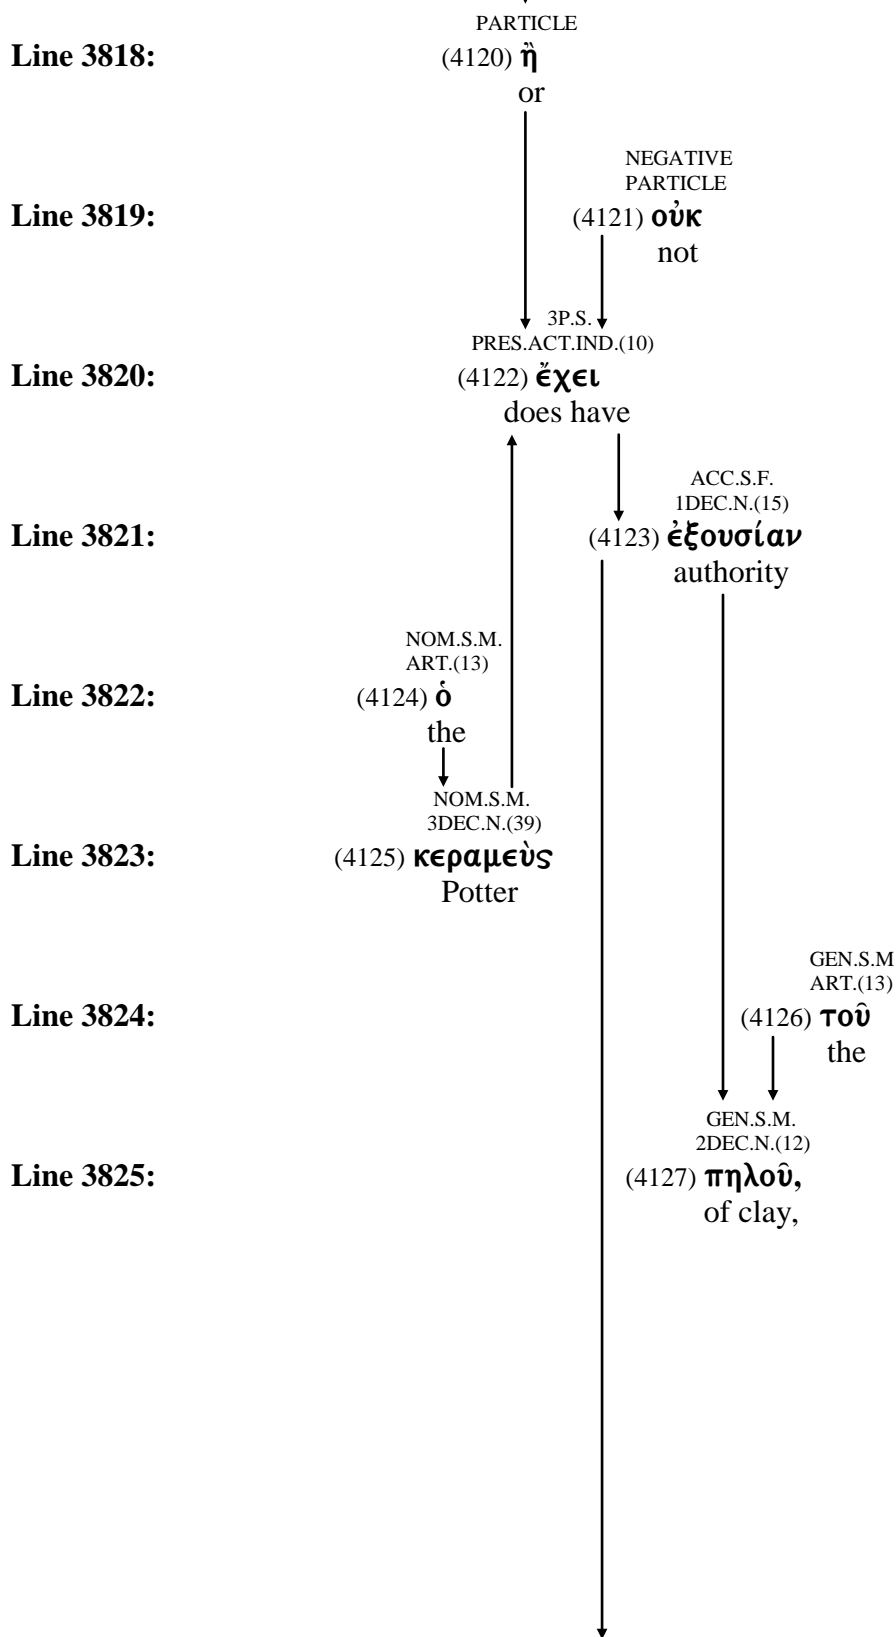 PARTICLE
Line 3818: (4120) ἢ
or
NEGATIVE
PARTICLE
Line 3819: (4121) οὐκ
not
3P.S.
PRES.ACT.IND.(10)
Line 3820: (4122) ἔχει
does have
ACC.S.F.
1DEC.N.(15)
Line 3821: (4123) ἐξουσίαν
authority
NOM.S.M.
ART.(13)
Line 3822: (4124) ὁ
the
NOM.S.M.
3DEC.N.(39)
Line 3823: (4125) κεραμεὺς
Potter
GEN.S.M
ART.(13)
Line 3824: (4126) τοῦ
the
GEN.S.M.
2DEC.N.(12)
Line 3825: (4127) πηλοῦ,
of clay,